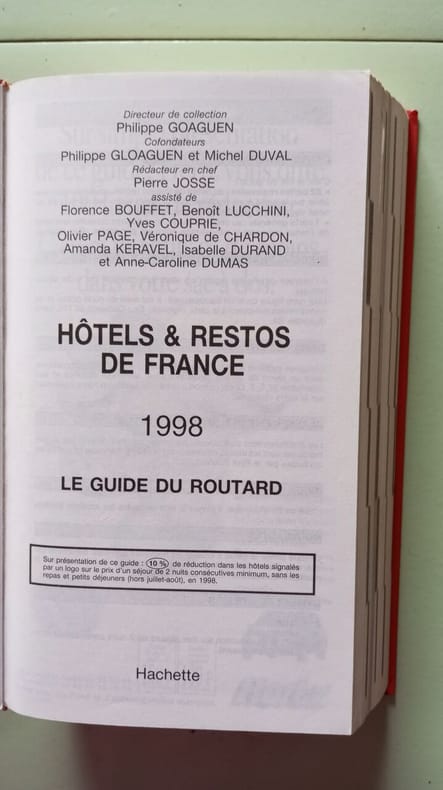 Directeur de collection
Philippe GOAGUEN
Cofondateurs
Philippe GLOAGUEN et Michel DUVAL
Rédacteur en chef
Pierre JOSSE
assisté de
Florence BOUFFET, Benoît LUCCHINI,
Yves COUPRIE,
Olivier PAGE, Véronique de CHARDON,
Amanda KERAVEL, Isabelle DURAND
et Anne-Caroline DUMAS
HÔTELS & RESTOS
DE FRANCE
1998
LE GUIDE DU ROUTARD
Sur présentation de ce guide : 10 % de réduction dans les hôtels signalés
par un logo sur le prix d'un séjour de 2 nuits consécutives minimum, sans les
repas et petits déjeuners (hors juillet-août), en 1998.
Hachette